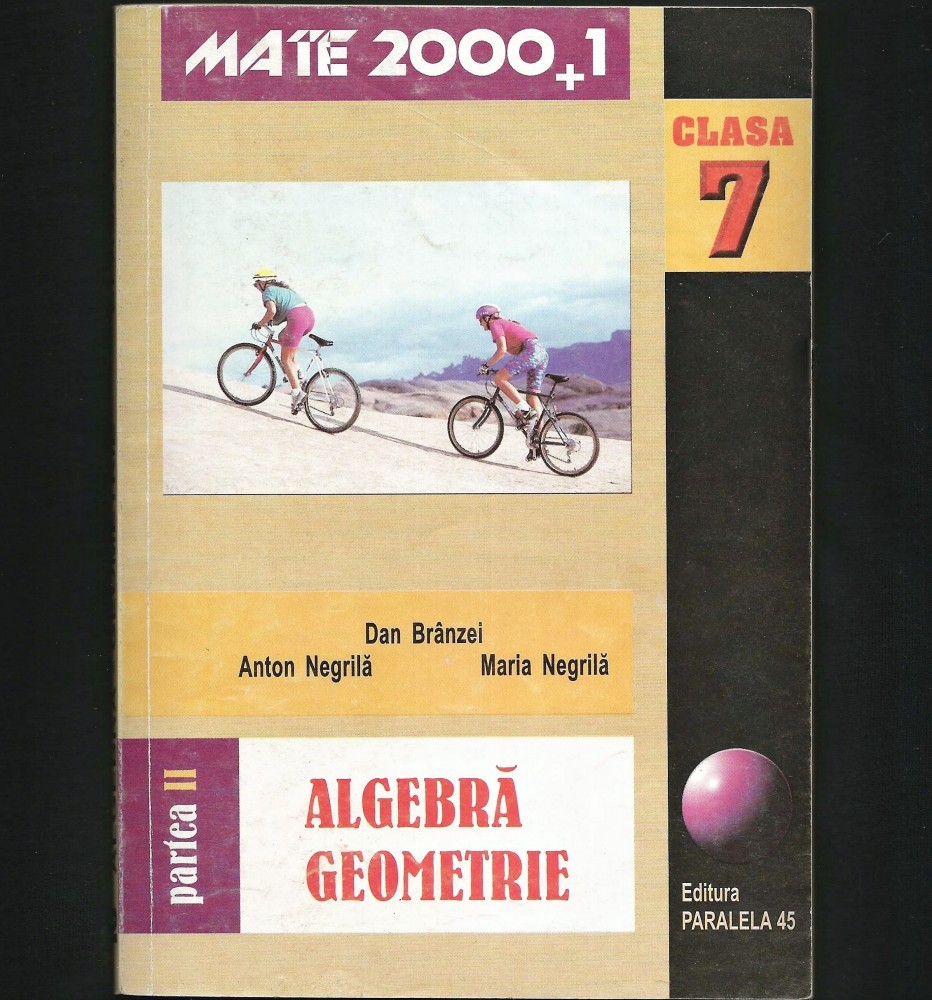 MATE 2000+1
CLASA
7
Dan Brânzei
Anton Negrilă Maria Negrilă
partea II
ALGEBRĂ
GEOMETRIE
Editura
PARALELA 45